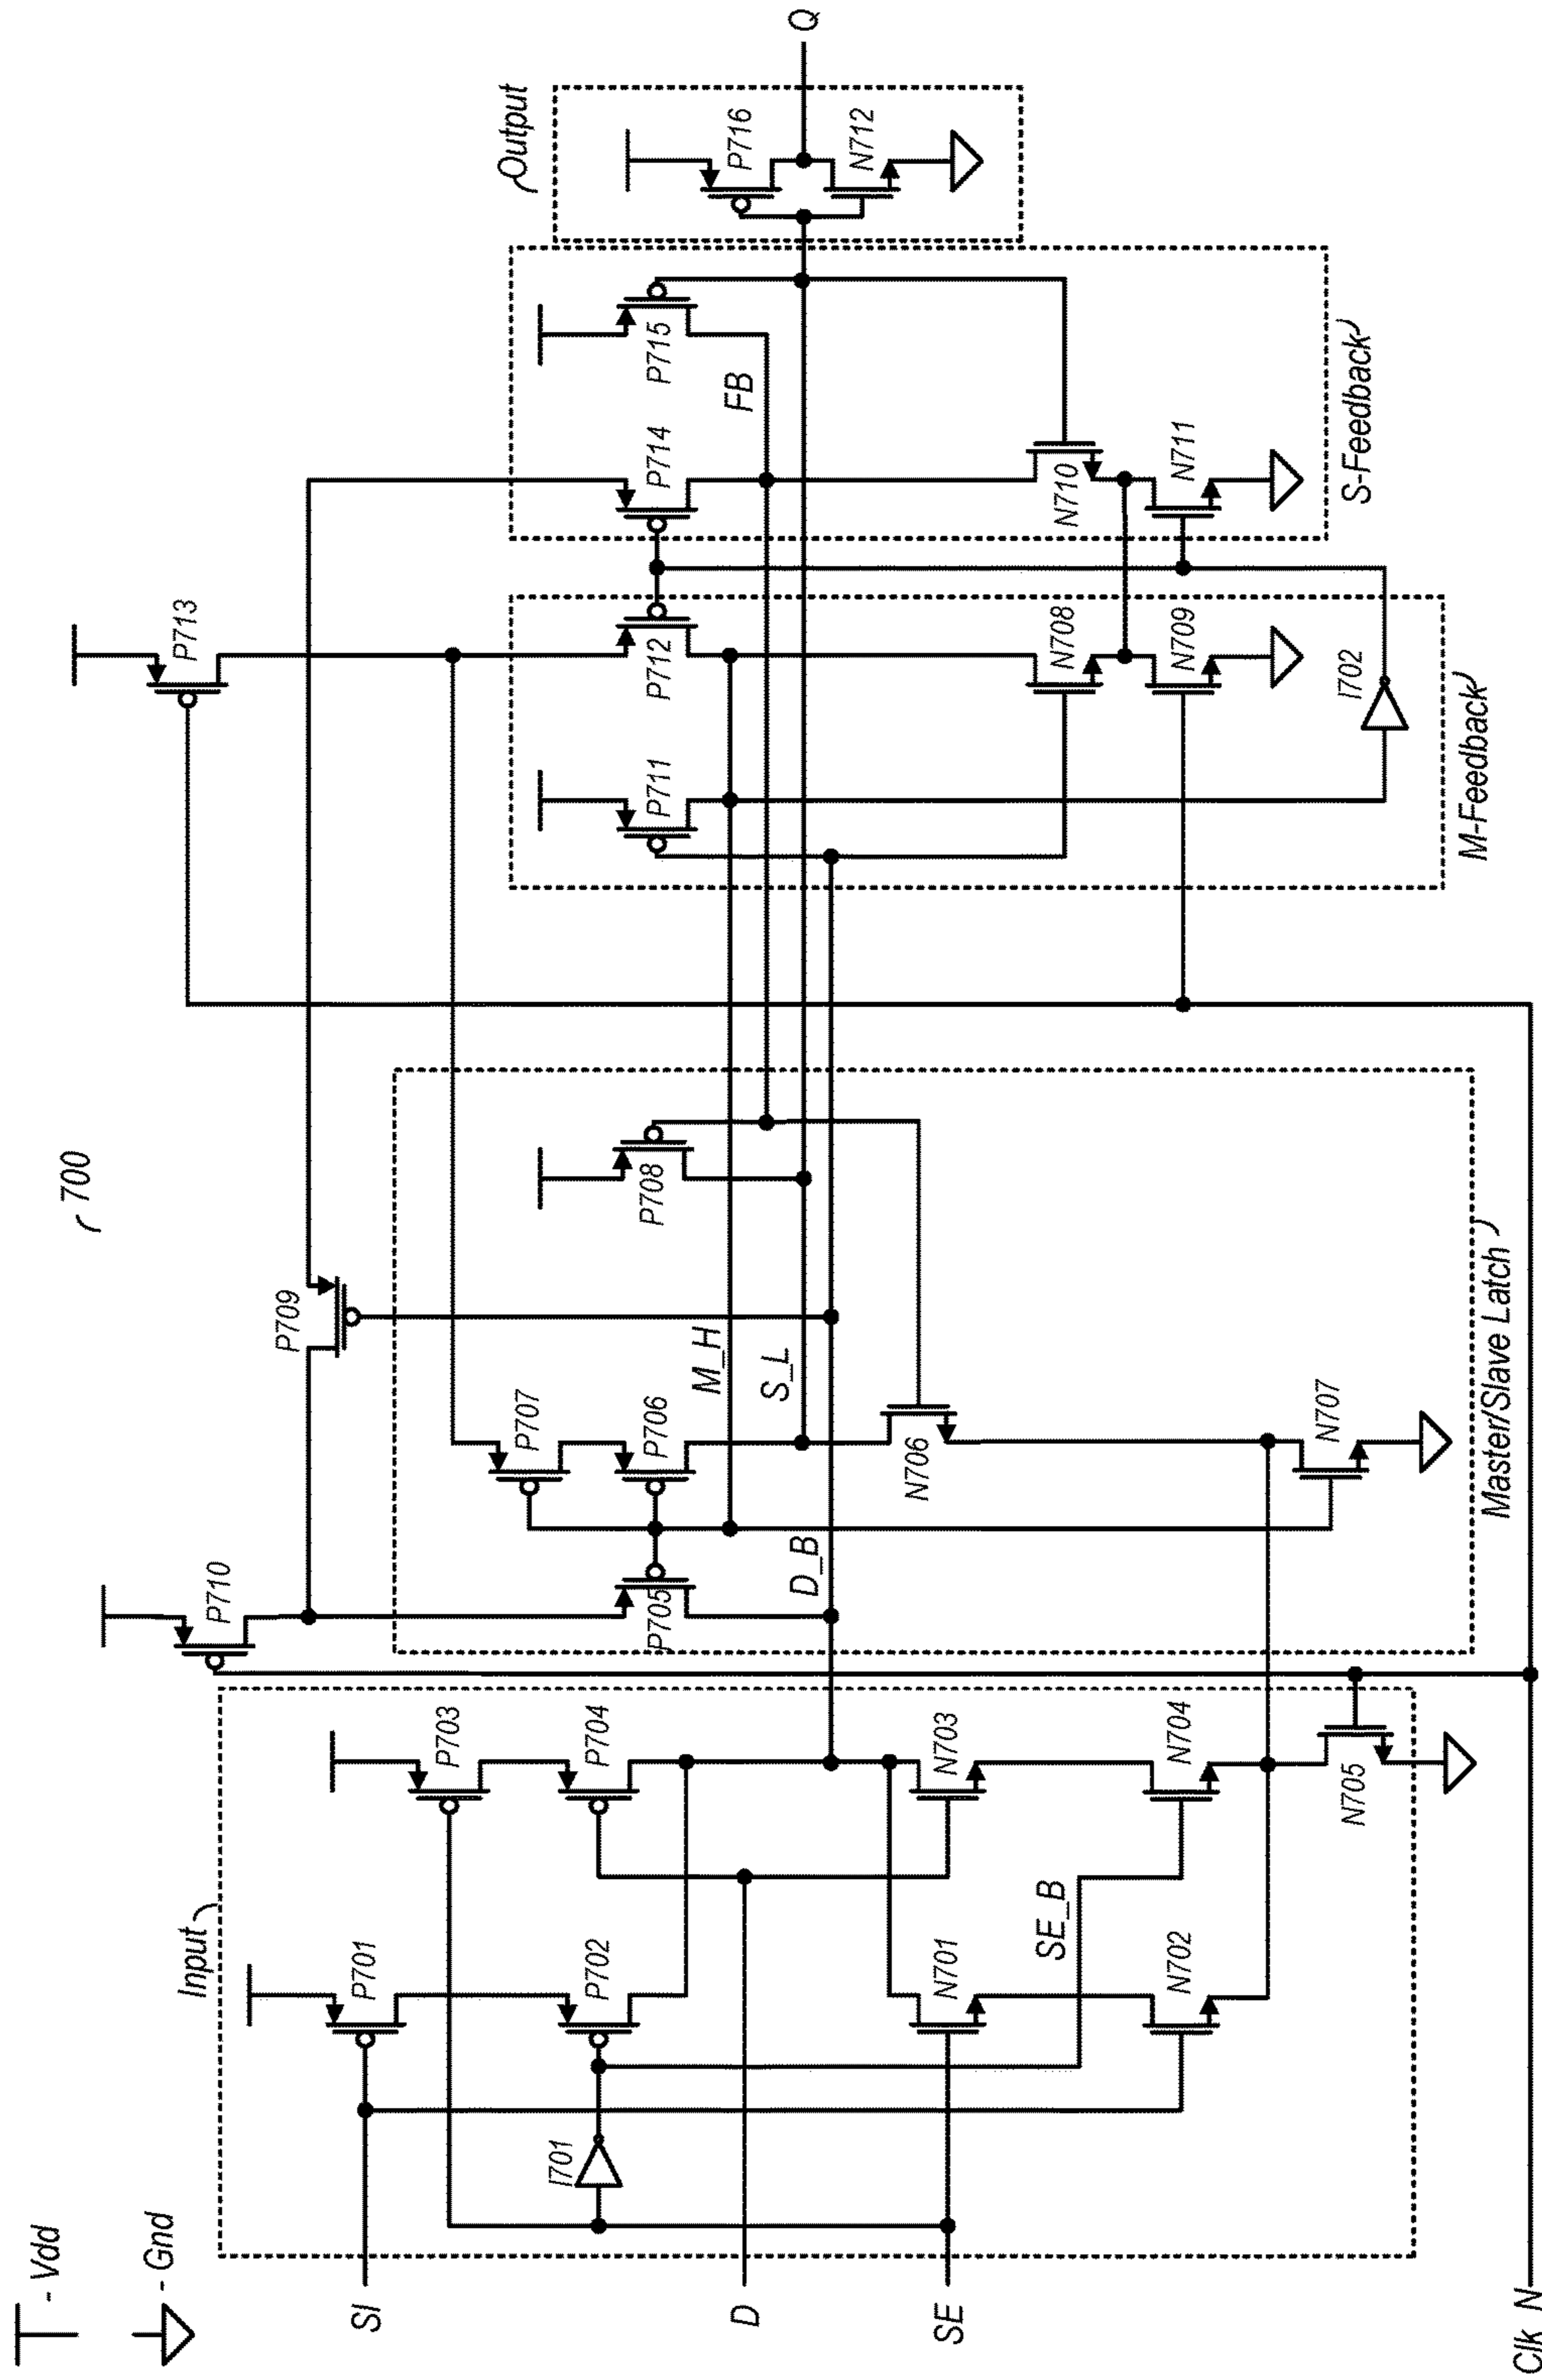 - Vdd
- Gnd
700
Input
SI
D
SE
Clk_N
I701
P701
P702
N701
SE_B
N702
P703
P704
N703
N704
N705
P710
P705
D_B
P707
P706
M_H
S_L
N706
N707
P709
P708
Master/Slave Latch
P713
P711
P712
N708
N709
I702
M-Feedback
P714
P715
FB
N710
N711
S-Feedback
Output
P716
N712
Q